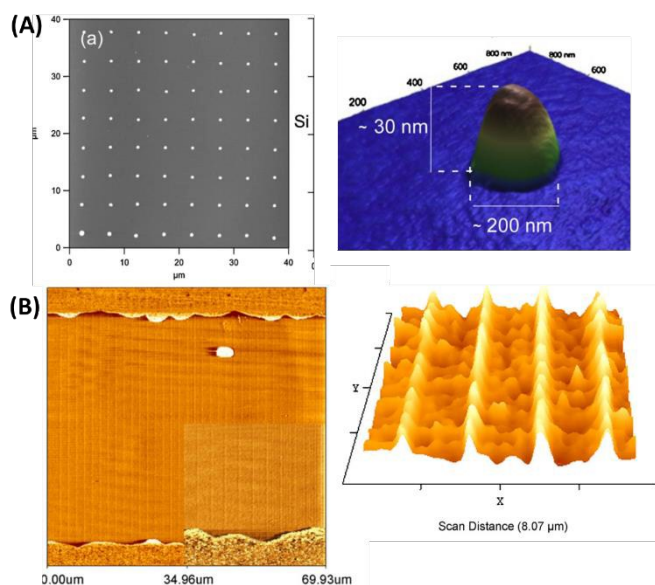 (A)
(a)
40
30
20
10
0
µm
0
10
20
30
40
µm
Si
200
400
600
800 nm
800 nm
600
~ 30 nm
~ 200 nm
(B)
0.00um
34.96um
69.93um
Y
X
Scan Distance (8.07 µm)